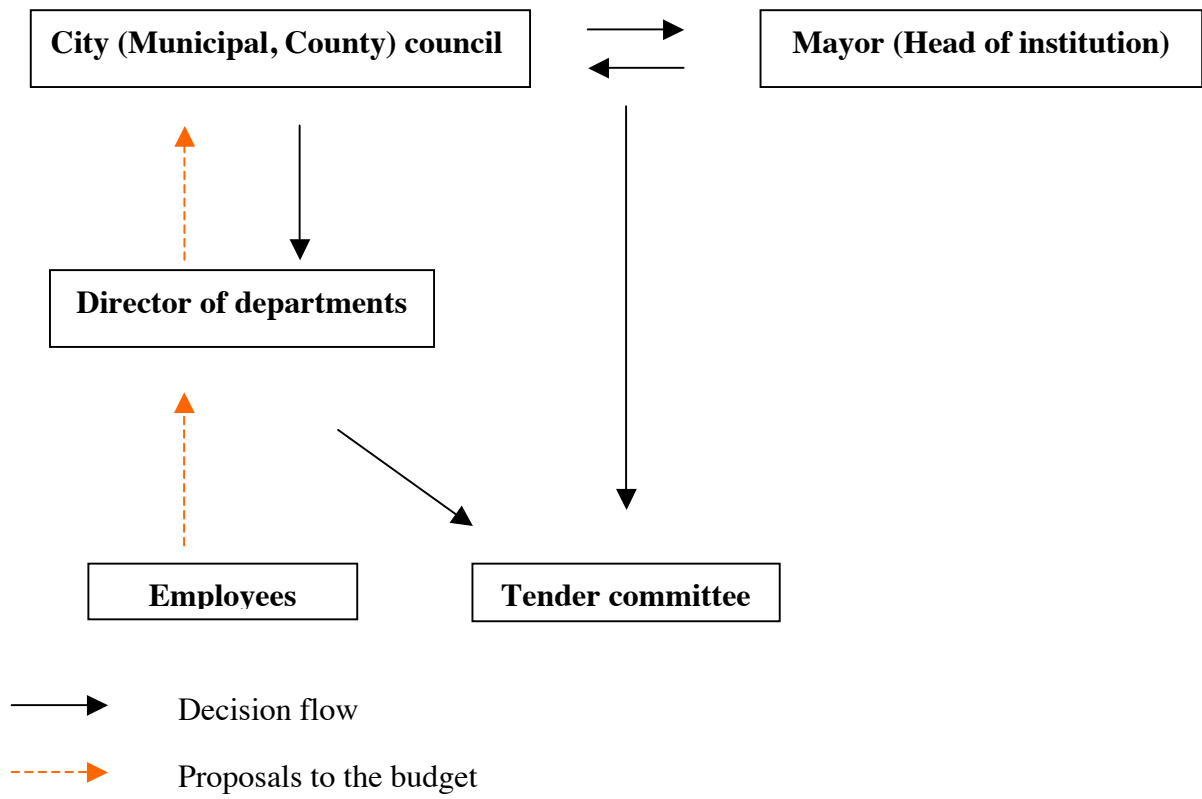 City (Municipal, County) council
Mayor (Head of institution)
Director of departments
Employees
Tender committee
Decision flow
Proposals to the budget